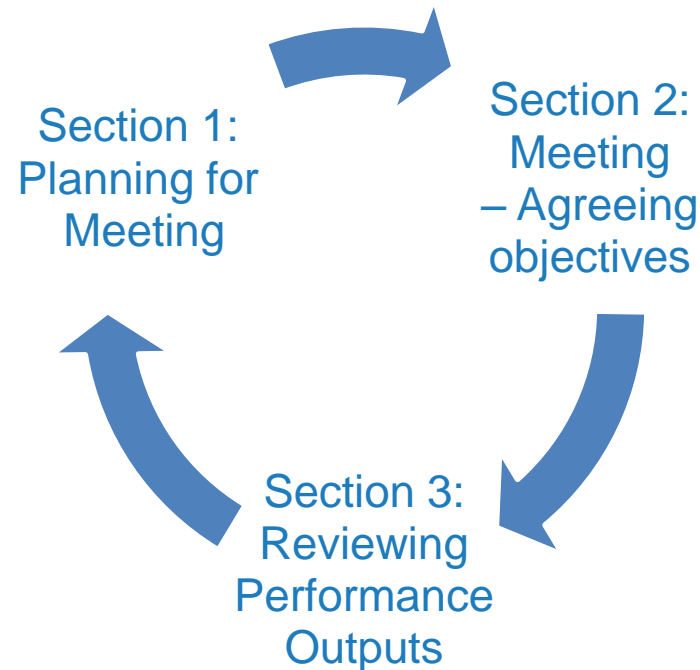 Section 1:
Planning for
Meeting
Section 2:
Meeting
– Agreeing
objectives
Section 3:
Reviewing
Performance
Outputs